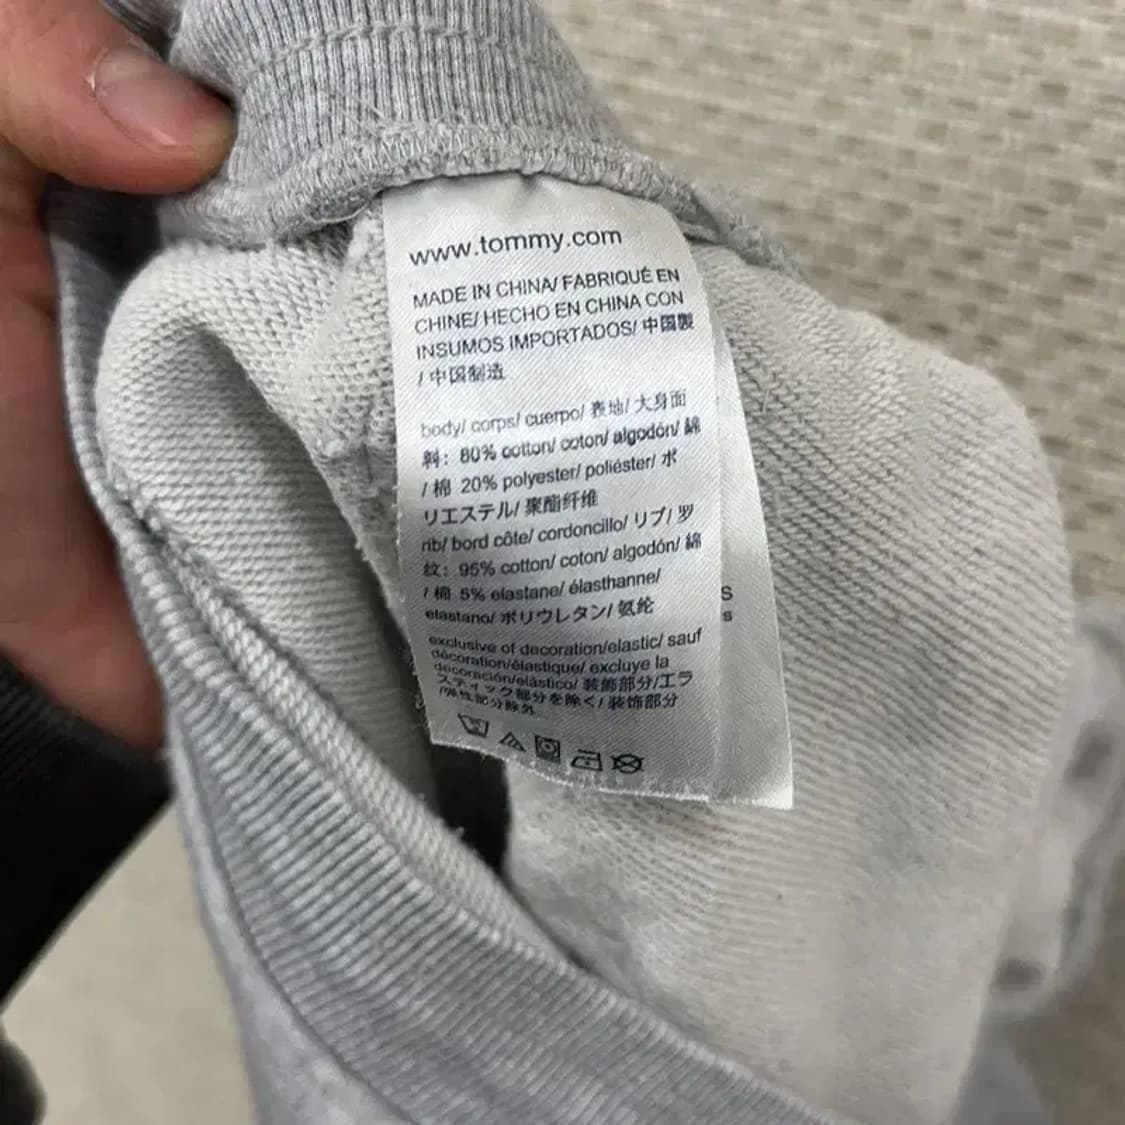 www.tommy.com
MADE IN CHINA/ FABRIQUÉ EN
CHINE/ HECHO EN CHINA CON
INSUMOS IMPORTADOS/ 中国製
/ 中国制造
body/ corps/ cuerpo/ 表地/ 大身面
料: 80% cotton/ coton/ algodón/ 綿
/ 棉 20% polyester/ poliéster/ ポ
リエステル/ 聚酯纤维
rib/ bord côte/ cordoncillo/ リブ/ 罗
纹: 95% cotton/ coton/ algodón/ 綿
/ 棉 5% elastane/ élasthanne/
elastano/ ポリウレタン/ 氨纶
exclusive of decoration/elastic/ sauf
décoration/élastique/ excluye la
decoración/elástico/ 装飾部分/エラ
スティック部分を除く/ 装饰部分
/弹性部分除外
S
s